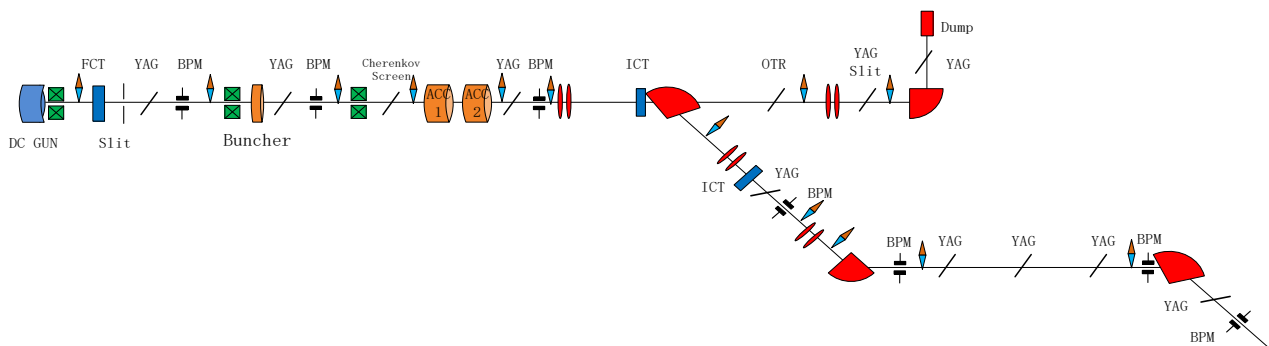 Dump
FCT
YAG
BPM
YAG
BPM
Cherenkov
Screen
YAG
BPM
ICT
OTR
YAG
Slit
YAG
ACC
1
ACC
2
DC GUN
Slit
Buncher
ICT
YAG
BPM
BPM
YAG
YAG
YAG
BPM
YAG
BPM